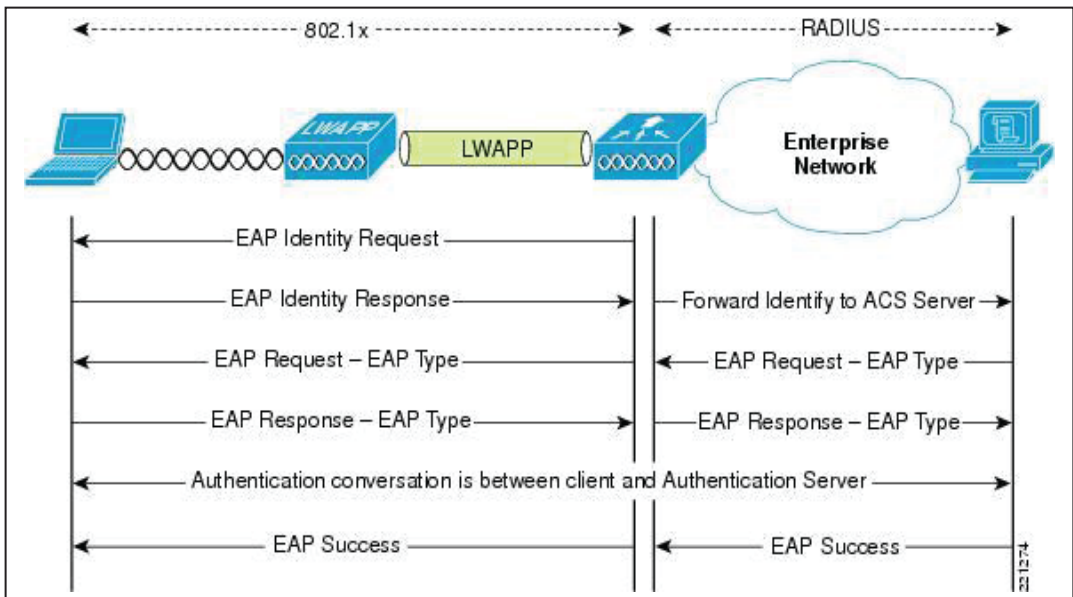 802.1x
RADIUS
LWAPP
LWAPP
Enterprise
Network
EAP Identity Request
EAP Identity Response
Forward Identify to ACS Server
EAP Request – EAP Type
EAP Request – EAP Type
EAP Response – EAP Type
EAP Response – EAP Type
Authentication conversation is between client and Authentication Server
EAP Success
EAP Success
221274